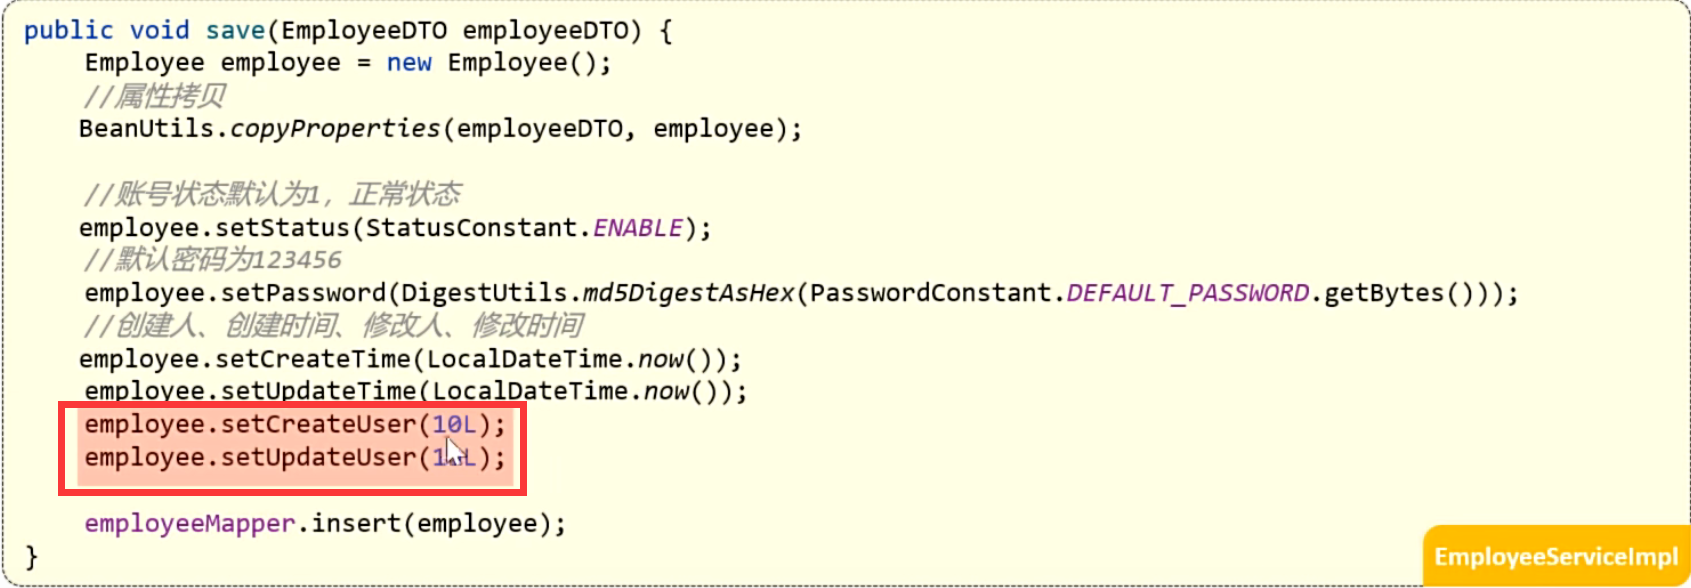 public void save(EmployeeDTO employeeDTO) {
Employee employee = new Employee();
//属性拷贝
BeanUtils.copyProperties(employeeDTO, employee);
//账号状态默认为1，正常状态
employee.setStatus(StatusConstant.ENABLE);
//默认密码为123456
employee.setPassword(DigestUtils.md5DigestAsHex(PasswordConstant.DEFAULT_PASSWORD.getBytes()));
//创建人、创建时间、修改人、修改时间
employee.setCreateTime(LocalDateTime.now());
employee.setUpdateTime(LocalDateTime.now());
employee.setCreateUser(10L);
employee.setUpdateUser(10L);
employeeMapper.insert(employee);
}
EmployeeServiceImpl